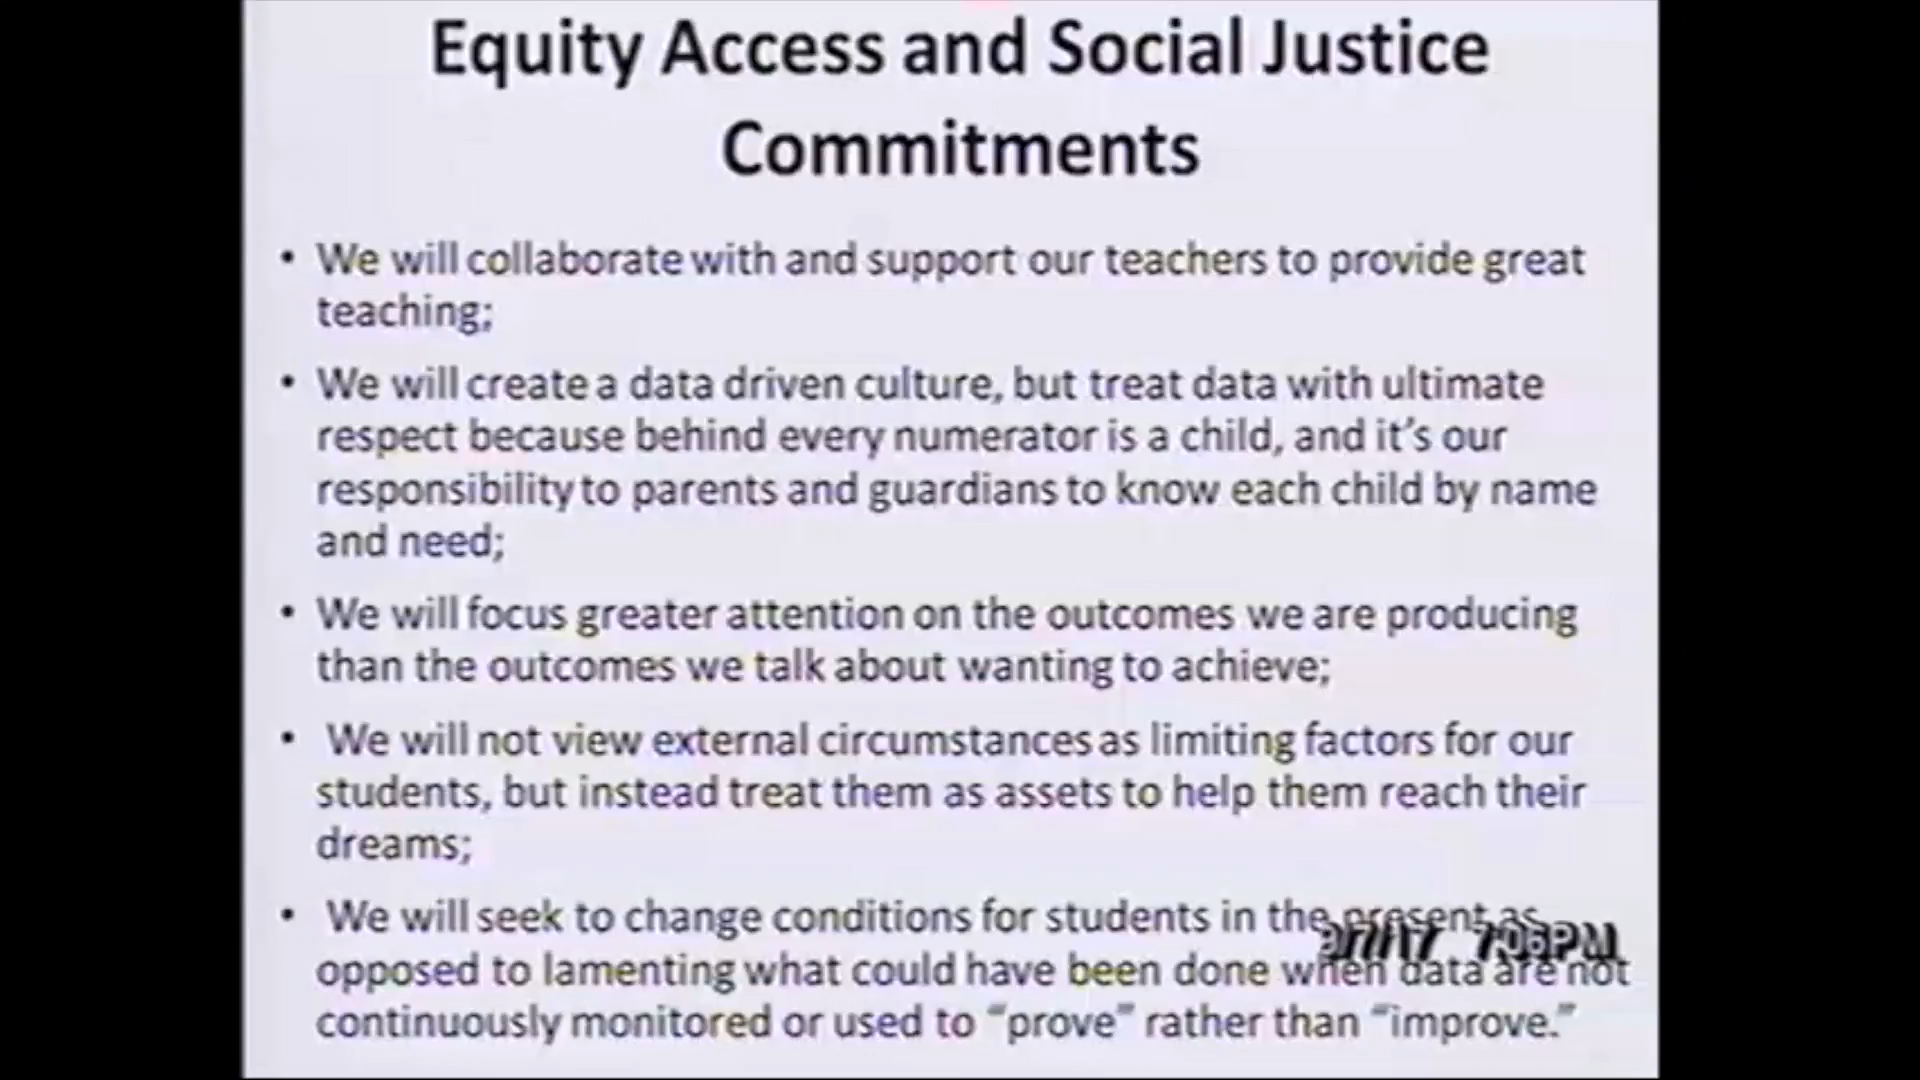 Equity Access and Social Justice
Commitments
• We will collaborate with and support our teachers to provide great
teaching;
• We will create a data driven culture, but treat data with ultimate
respect because behind every numerator is a child, and it's our
responsibility to parents and guardians to know each child by name
and need;
• We will focus greater attention on the outcomes we are producing
than the outcomes we talk about wanting to achieve;
• We will not view external circumstances as limiting factors for our
students, but instead treat them as assets to help them reach their
dreams;
• We will seek to change conditions for students in the present as
opposed to lamenting what could have been done when data are not
continuously monitored or used to “prove” rather than “improve.”